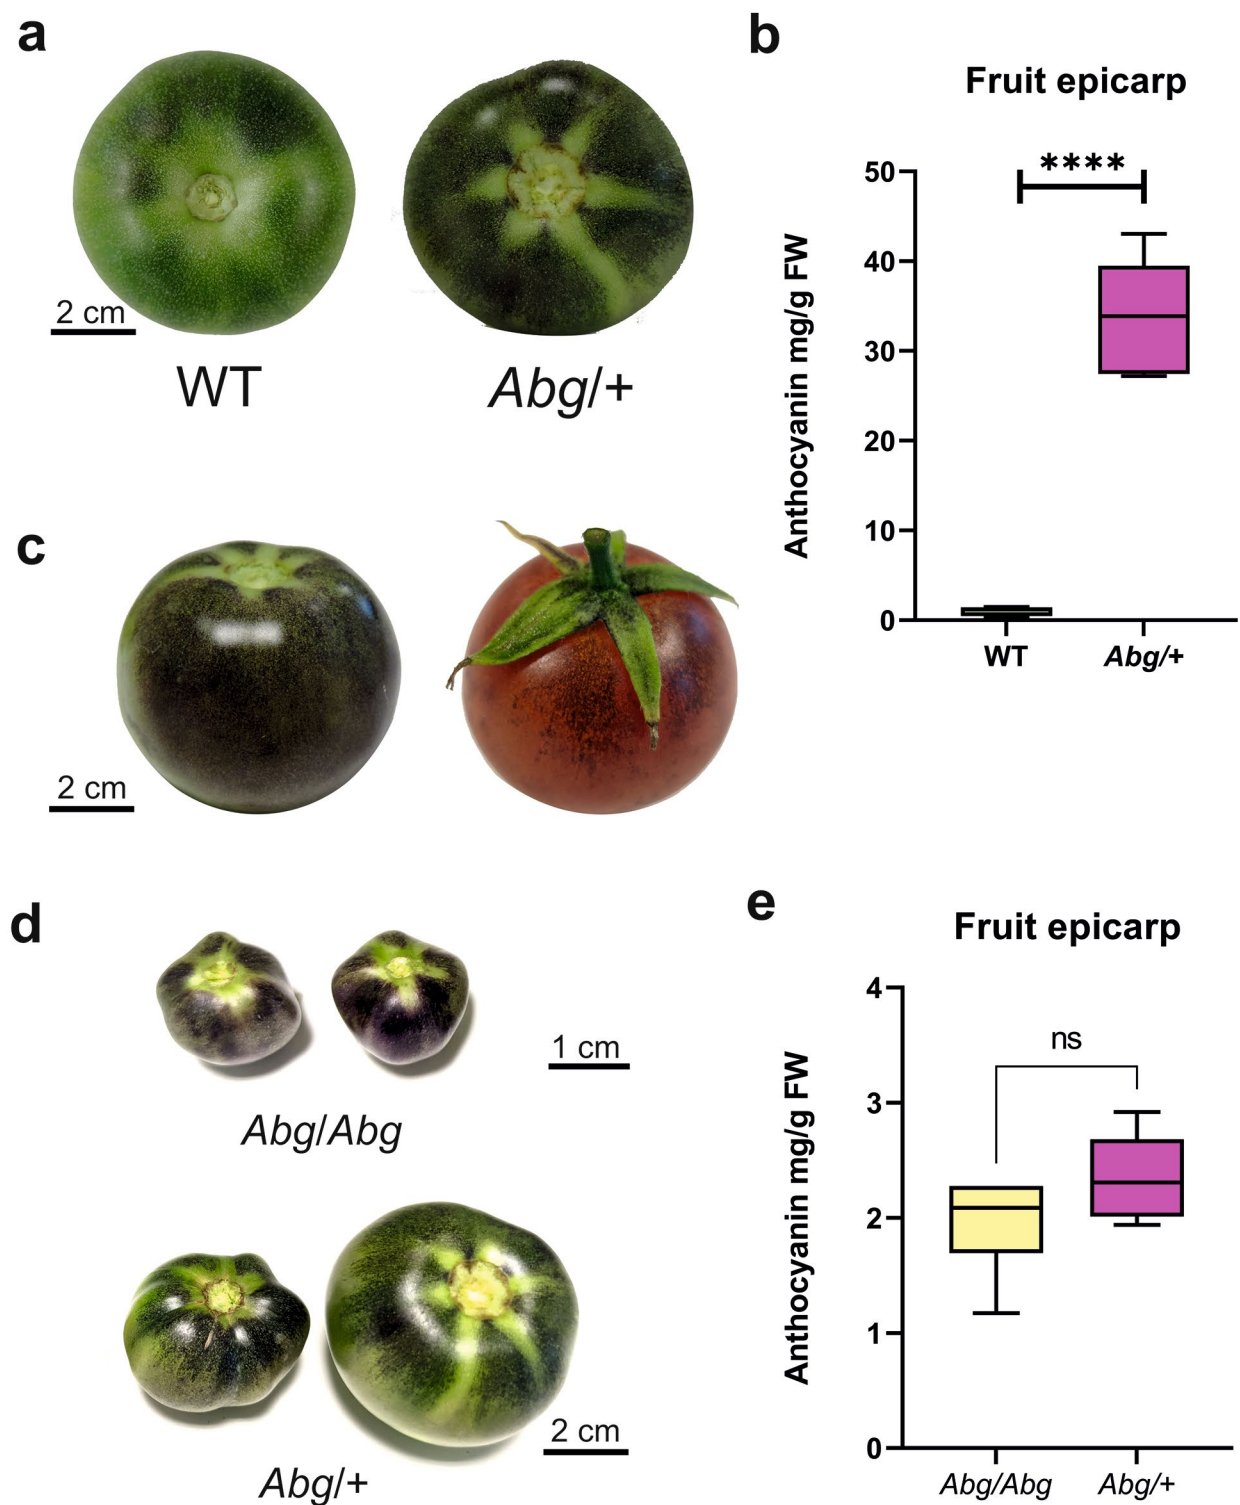 a
2 cm
WT
Abg/+
b
Fruit epicarp
Anthocyanin mg/g FW
50
40
30
20
10
0
****
WT
Abg/+
c
2 cm
d
1 cm
Abg/Abg
2 cm
Abg/+
e
Fruit epicarp
Anthocyanin mg/g FW
4
3
2
1
0
ns
Abg/Abg
Abg/+